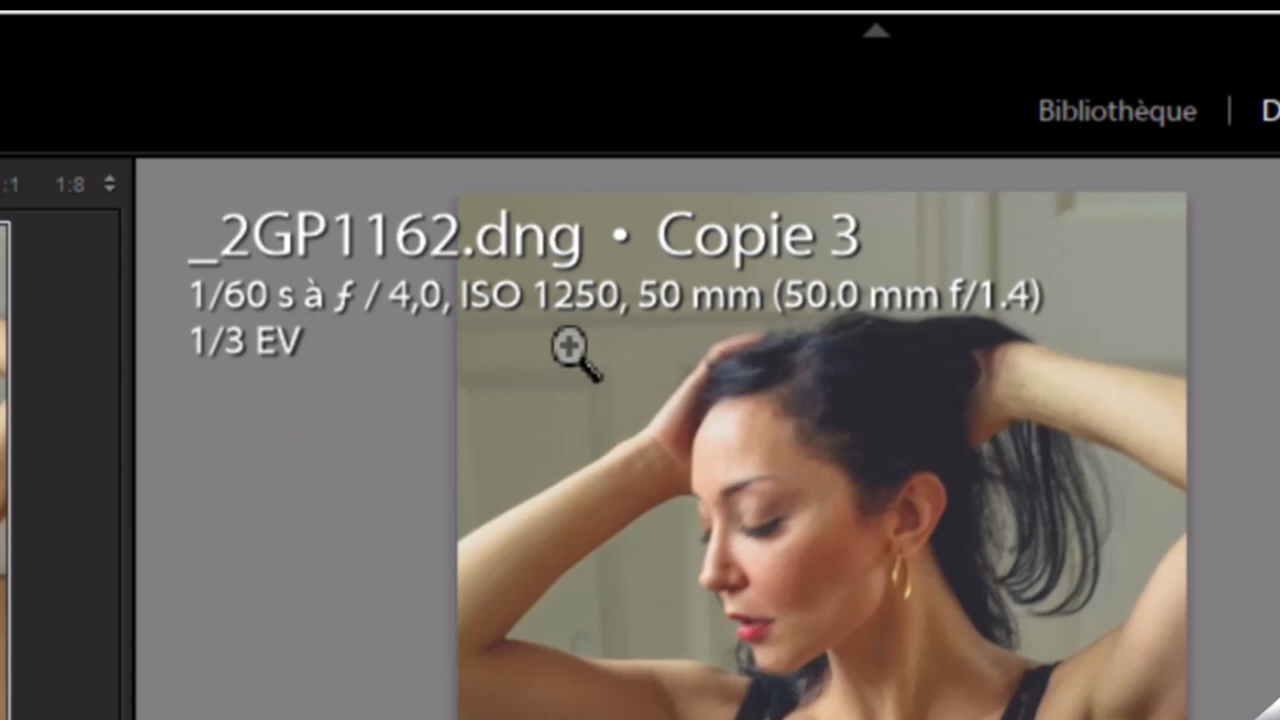 Bibliothèque | D
:1 1:8
_2GP1162.dng • Copie 3
1/60 s à ƒ / 4,0, ISO 1250, 50 mm (50.0 mm f/1.4)
1/3 EV